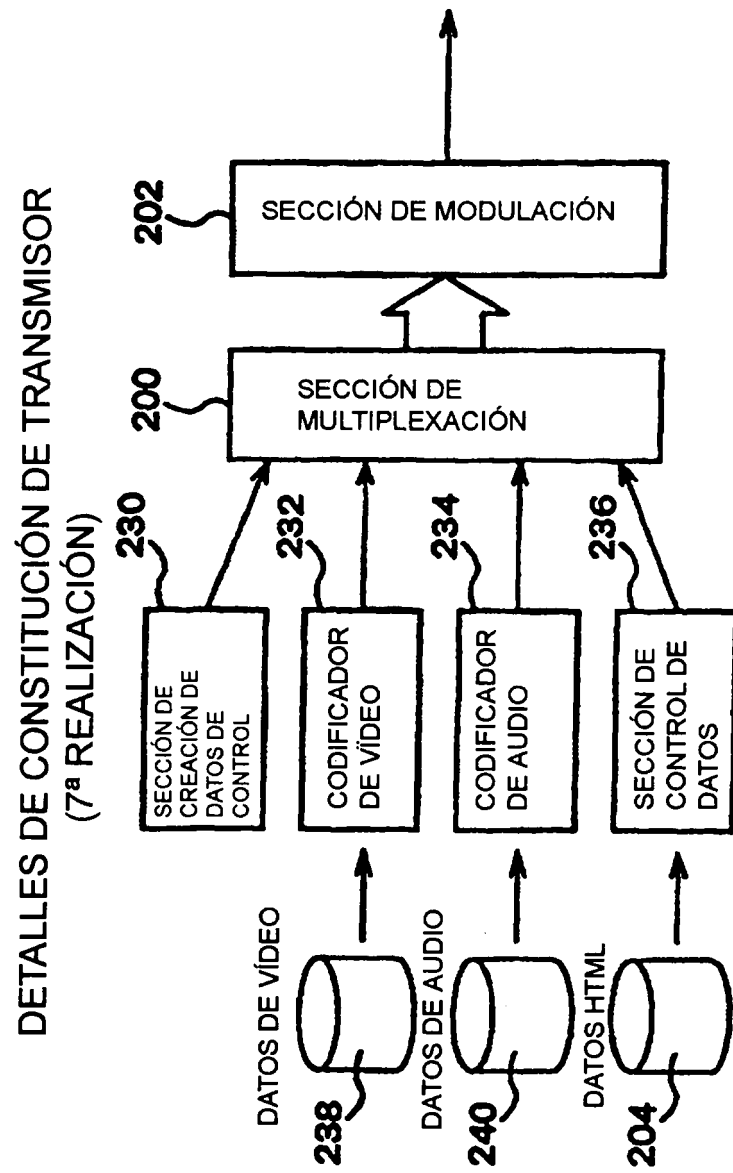 DETALLES DE CONSTITUCIÓN DE TRANSMISOR
(7ª REALIZACIÓN)
230
SECCIÓN DE
CREACIÓN DE
DATOS DE
CONTROL
DATOS DE VÍDEO
238
232
CODIFICADOR
DE VÏDEO
DATOS DE AUDIO
240
234
CODIFICADOR
DE AUDIO
DATOS HTML
204
236
SECCIÓN DE
CONTROL DE
DATOS
200
SECCIÓN DE
MULTIPLEXACIÓN
202
SECCIÓN DE MODULACIÓN